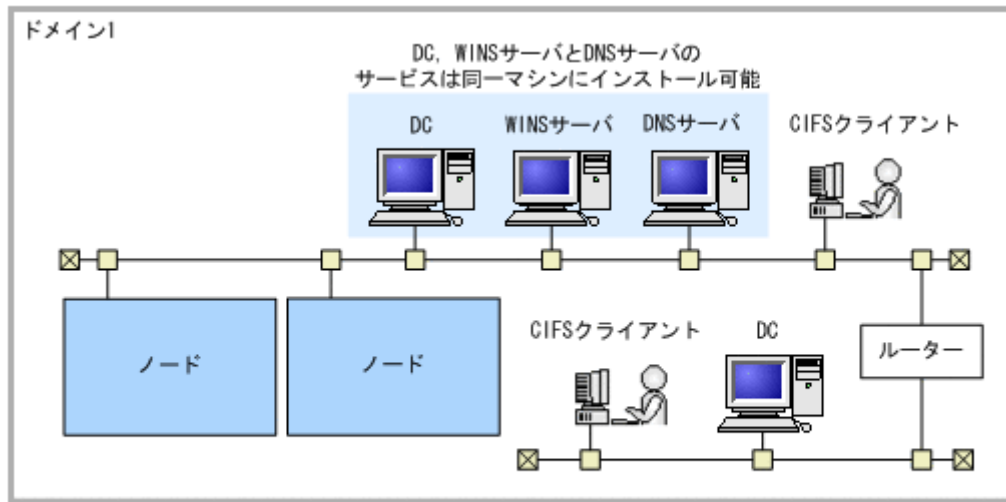 ドメイン1
DC, WINSサーバとDNSサーバの
サービスは同一マシンにインストール可能
DC
WINSサーバ
DNSサーバ
CIFSクライアント
ノード
ノード
CIFSクライアント
DC
ルーター